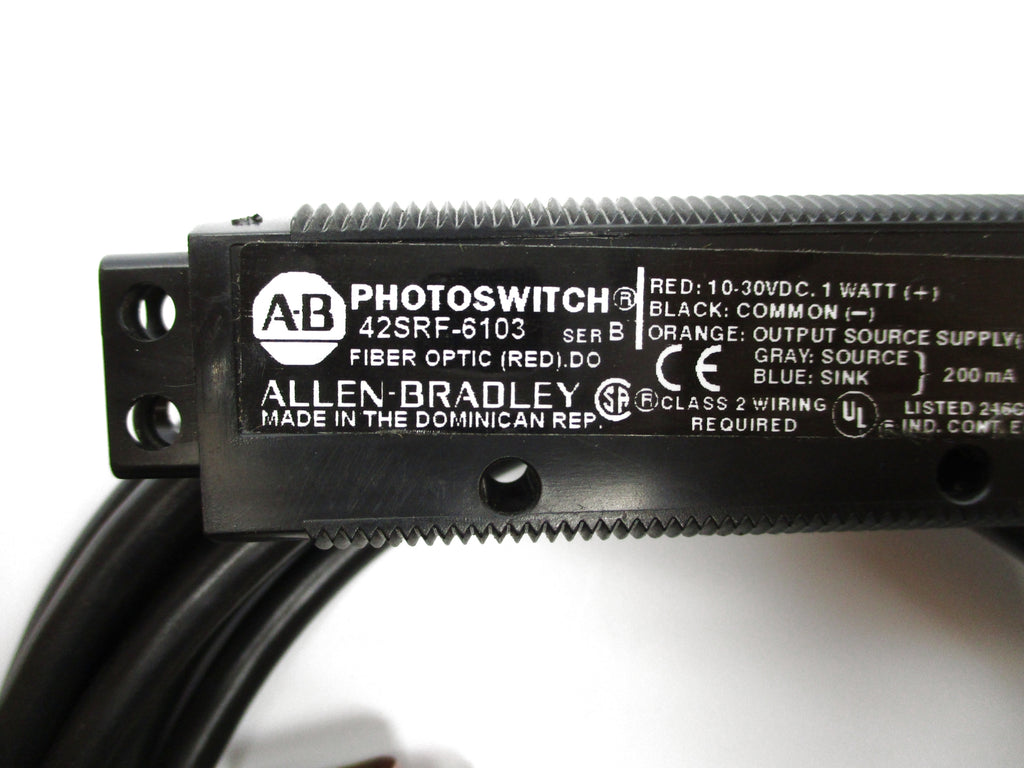 A-B
PHOTOSWITCH®
42SRF-6103 SER B
FIBER OPTIC (RED).DO
ALLEN-BRADLEY
MADE IN THE DOMINICAN REP.
SA ®
RED: 10-30VDC. 1 WATT (+)
BLACK: COMMON (−)
ORANGE: OUTPUT SOURCE SUPPLY(
CE
GRAY: SOURCE
BLUE: SINK
200 mA
CLASS 2 WIRING
REQUIRED
UL ®
LISTED
IND. CONT. E